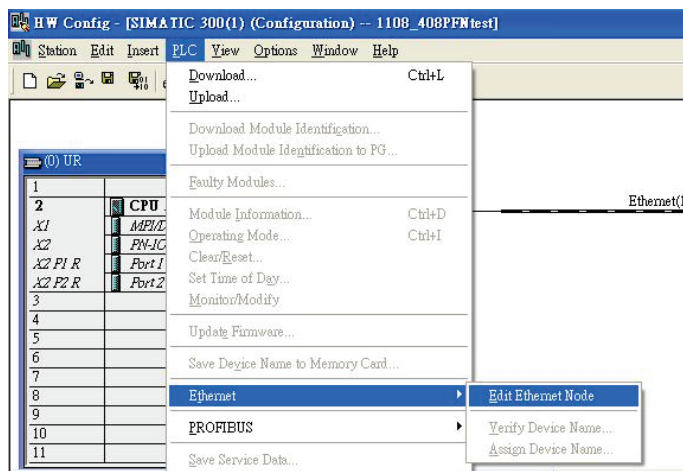 HW Config - [SIMATIC 300(1) (Configuration) -- 1108_408PFNtest]
Station Edit Insert PLC View Options Window Help
Download... Ctrl+L
Upload...
Download Module Identification...
Upload Module Identification to PG...
Faulty Modules...
Module Information... Ctrl+D
Operating Mode... Ctrl+I
Clear/Reset...
Set Time of Day...
Monitor/Modify
Update Firmware...
Save Device Name to Memory Card...
Ethernet
PROFIBUS
Save Service Data...
Edit Ethernet Node
Verify Device Name...
Assign Device Name...
(0) UR
1
2 CPU
X1 MPI/D
X2 PN-IO
X2 P1 R Port 1
X2 P2 R Port 2
3
4
5
6
7
8
9
10
11
Ethernet(1